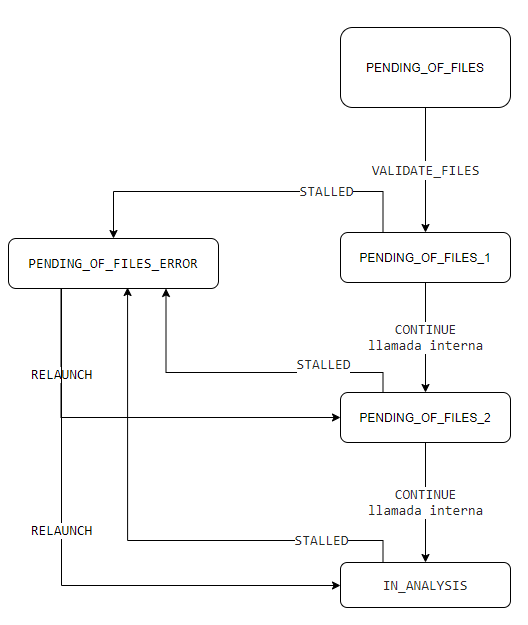 PENDING_OF_FILES
VALIDATE_FILES
STALLED
PENDING_OF_FILES_1
PENDING_OF_FILES_ERROR
CONTINUE
llamada interna
STALLED
RELAUNCH
PENDING_OF_FILES_2
CONTINUE
llamada interna
RELAUNCH
STALLED
IN_ANALYSIS